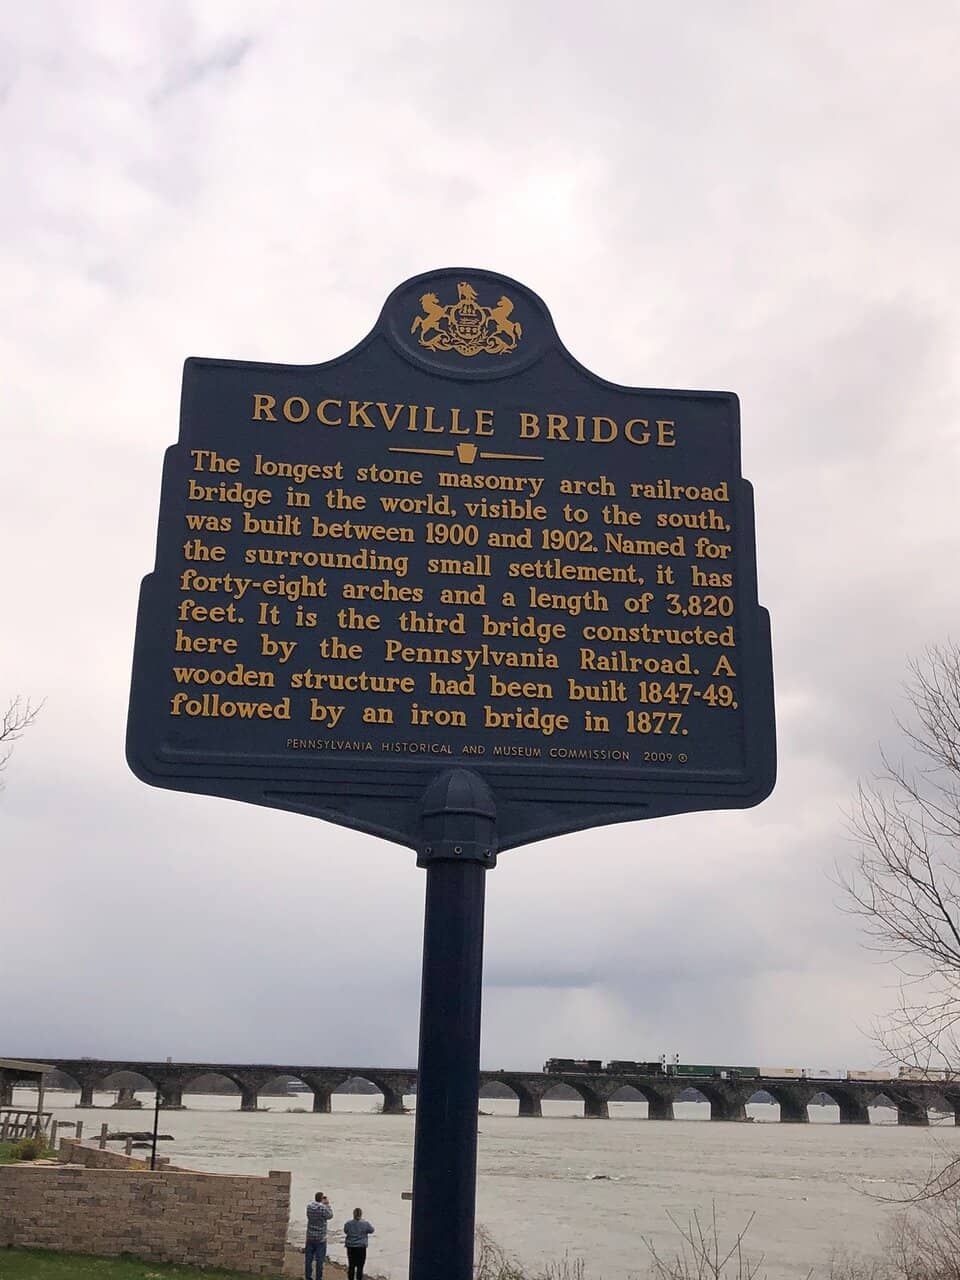 ROCKVILLE BRIDGE
The longest stone masonry arch railroad
bridge in the world, visible to the south,
was built between 1900 and 1902. Named for
the surrounding small settlement, it has
forty-eight arches and a length of 3,820
feet. It is the third bridge constructed
here by the Pennsylvania Railroad. A
wooden structure had been built 1847-49,
followed by an iron bridge in 1877.
PENNSYLVANIA HISTORICAL AND MUSEUM COMMISSION 2009 ®